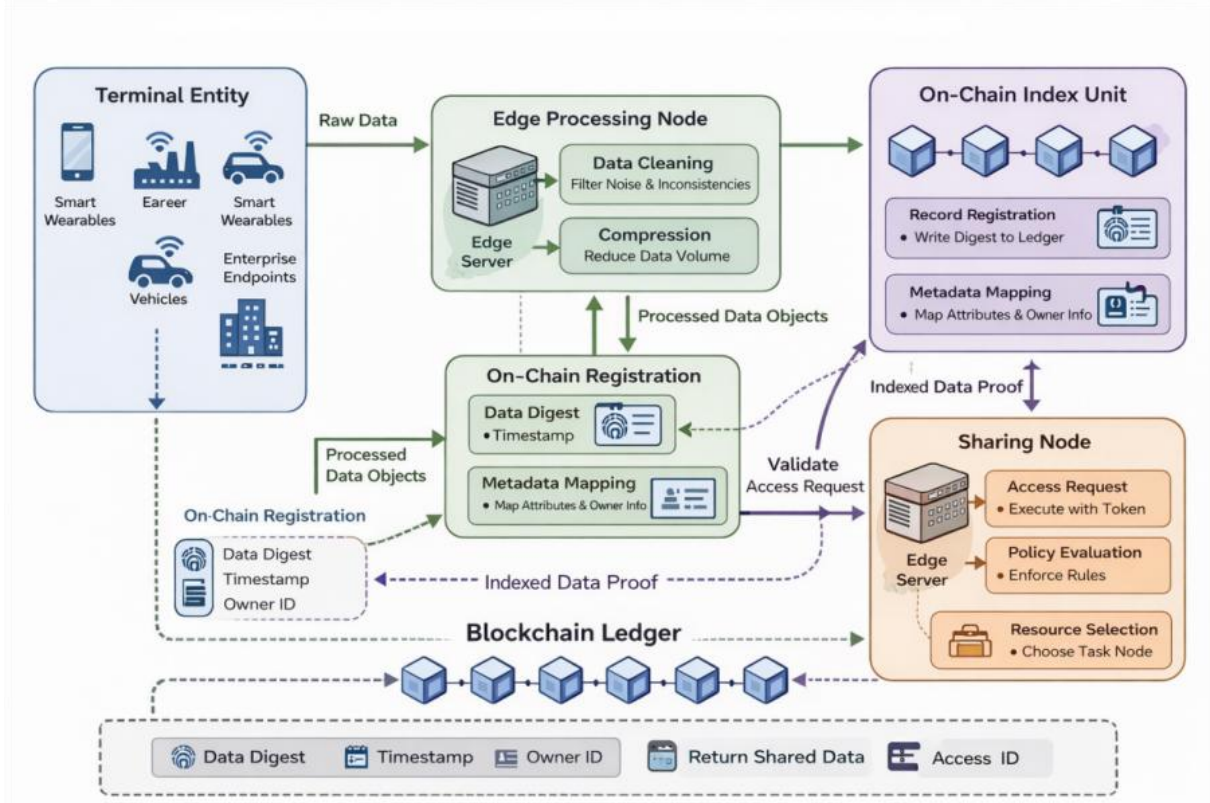 Terminal Entity
Smart
Wearables
Eareer
Smart
Wearables
Vehicles
Enterprise
Endpoints
Raw Data
Edge Processing Node
Edge
Server
Data Cleaning
Filter Noise & Inconsistencies
Compression
Reduce Data Volume
On-Chain Index Unit
Record Registration
• Write Digest to Ledger
Metadata Mapping
• Map Attributes & Owner Info
Processed Data Objects
On-Chain Registration
Data Digest
• Timestamp
Metadata Mapping
• Map Attributes & Owner Info
Processed
Data Objects
On-Chain Registration
Data Digest
Timestamp
Owner ID
Validate
Access Request
Indexed Data Proof
Indexed Data Proof
Sharing Node
Edge
Server
Access Request
• Execute with Token
Policy Evaluation
• Enforce Rules
Resource Selection
• Choose Task Node
Blockchain Ledger
Data Digest
Timestamp
Owner ID
Return Shared Data
Access ID